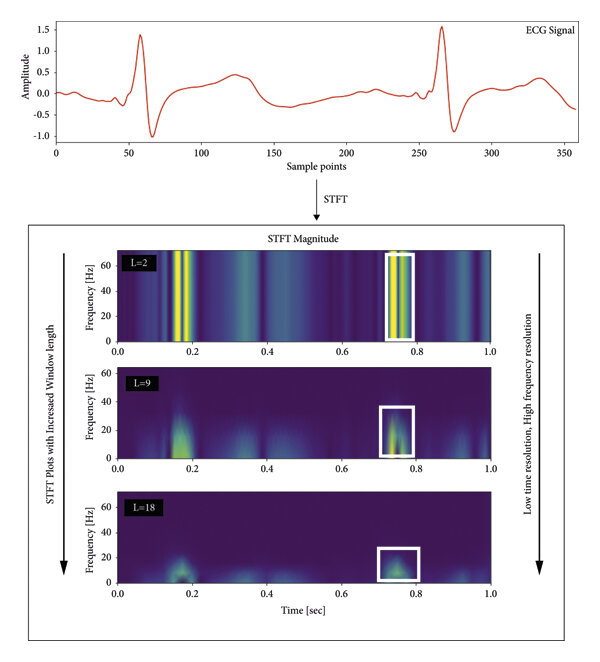 ECG Signal
1.5
1.0
0.5
0.0
-0.5
-1.0
Amplitude
0 50 100 150 200 250 300 350
Sample points
STFT
STFT Magnitude
L=2
60
40
20
0
Frequency [Hz]
0.0 0.2 0.4 0.6 0.8 1.0
L=9
60
40
20
0
Frequency [Hz]
0.0 0.2 0.4 0.6 0.8 1.0
L=18
60
40
20
0
Frequency [Hz]
0.0 0.2 0.4 0.6 0.8 1.0
Time [sec]
STFT Plots with Incresaed Window length
Low time resolution, High frequency resolution